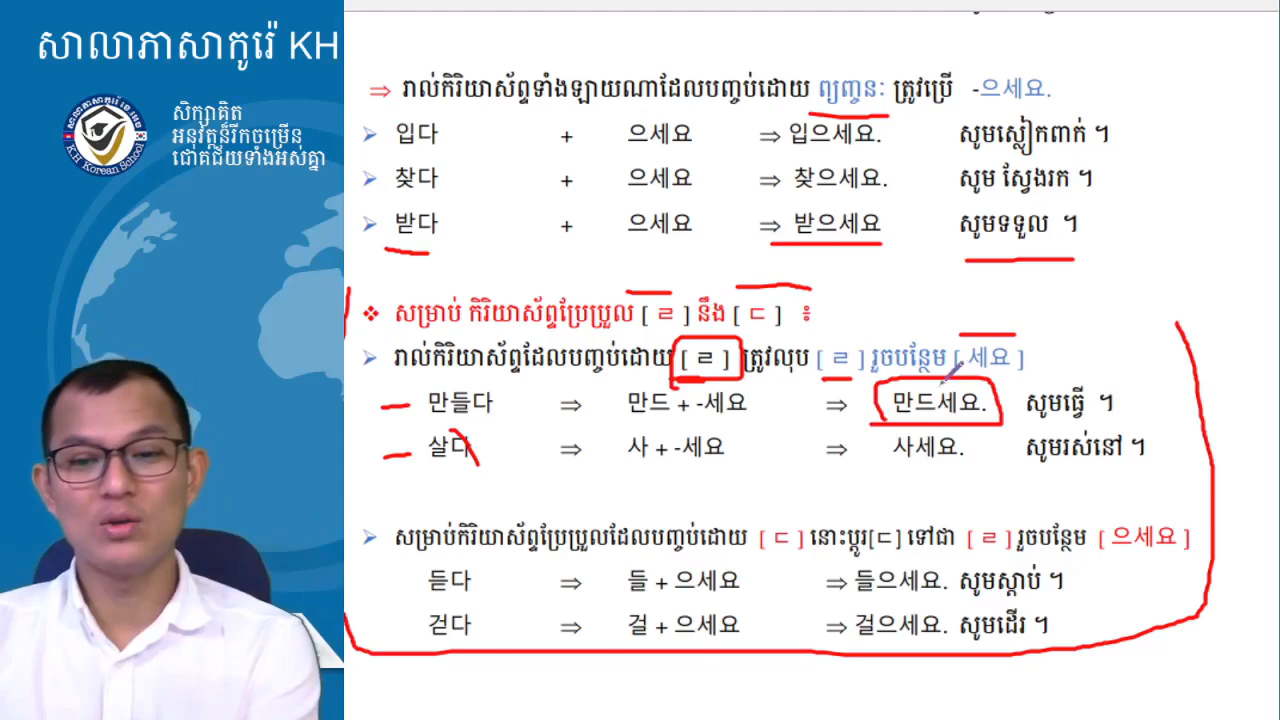 សាលាភាសាកូរ៉េ KH
សិក្សាគិត
អនុវត្តន៍រីកចម្រើន
ជោគជ័យទាំងអស់គ្នា
K.H Korean School
⇒ រាល់កិរិយាស័ព្ទទាំងឡាយណាដែលបញ្ចប់ដោយ ព្យញ្ចនៈ ត្រូវប្រើ -으세요.
➤ 입다 + 으세요 ⇒ 입으세요. សូមស្លៀកពាក់ ។
➤ 찾다 + 으세요 ⇒ 찾으세요. សូម ស្វែងរក ។
➤ 받다 + 으세요 ⇒ 받으세요 សូមទទួល ។
❖ សម្រាប់ កិរិយាស័ព្ទប្រែប្រួល [ ㄹ ] នឹង [ ㄷ ] ៖
➤ រាល់កិរិយាស័ព្ទដែលបញ្ចប់ដោយ [ ㄹ ] ត្រូវលុប [ ㄹ ] រួចបន្ថែម [ 세요 ]
만들다 ⇒ 만드 + -세요 ⇒ 만드세요. សូមធ្វើ ។
살다 ⇒ 사 + -세요 ⇒ 사세요. សូមរស់នៅ ។
➤ សម្រាប់កិរិយាស័ព្ទប្រែប្រួលដែលបញ្ចប់ដោយ [ ㄷ ] នោះប្តូរ[ㄷ] ទៅជា [ ㄹ ] រួចបន្ថែម [ 으세요 ]
듣다 ⇒ 들 + 으세요 ⇒ 들으세요. សូមស្តាប់ ។
걷다 ⇒ 걸 + 으세요 ⇒ 걸으세요. សូមដើរ ។